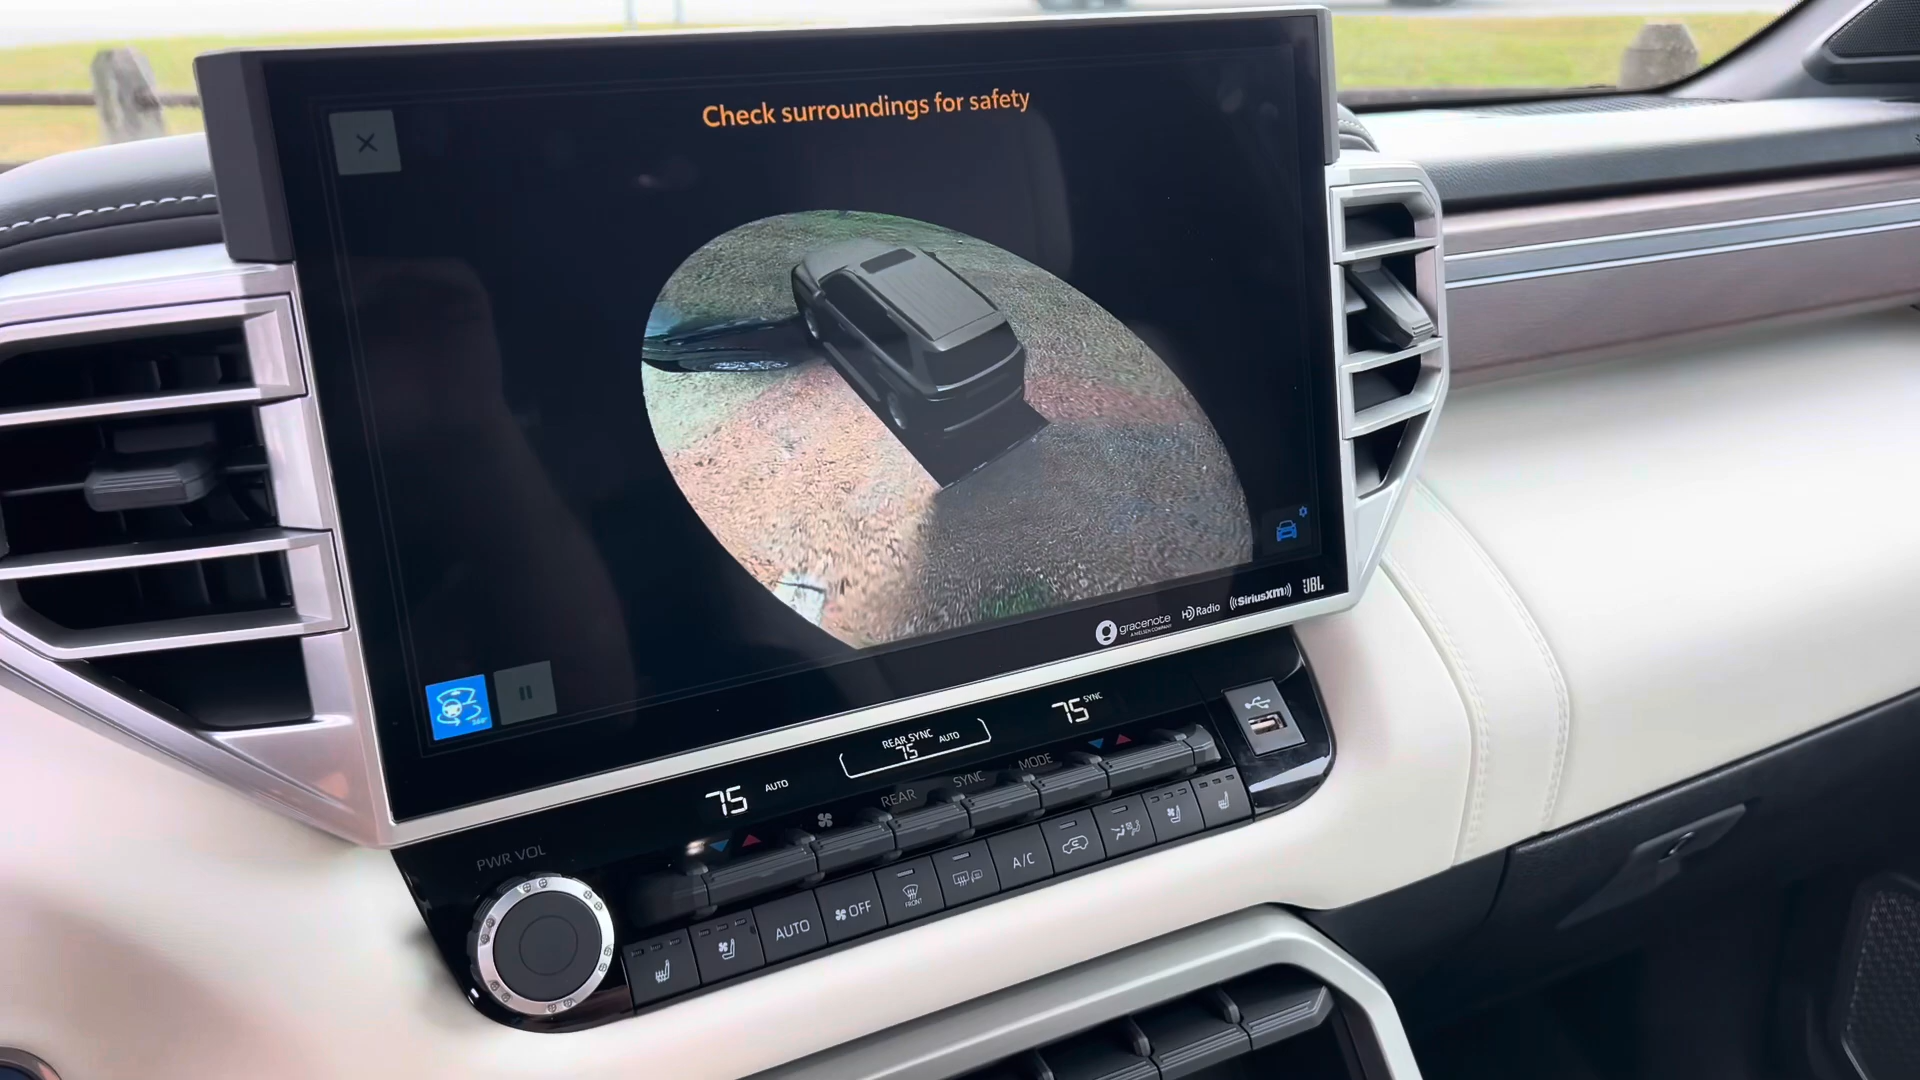 Check surroundings for safety
360°
gracenote
A NIELSEN COMPANY
HD Radio
((SiriusXM))
JBL
75 SYNC
REAR SYNC
75 AUTO
75 AUTO
MODE
SYNC
REAR
PWR VOL
A/C
FRONT
OFF
AUTO